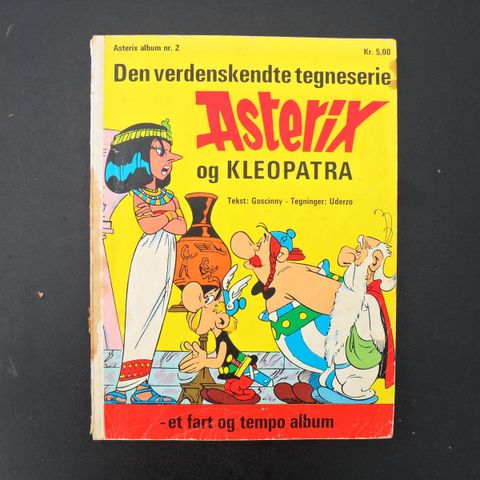 Asterix album nr. 2
Kr. 5,00
Den verdenskendte tegneserie
Asterix
og KLEOPATRA
Tekst: Goscinny - Tegninger: Uderzo
- et fart og tempo album